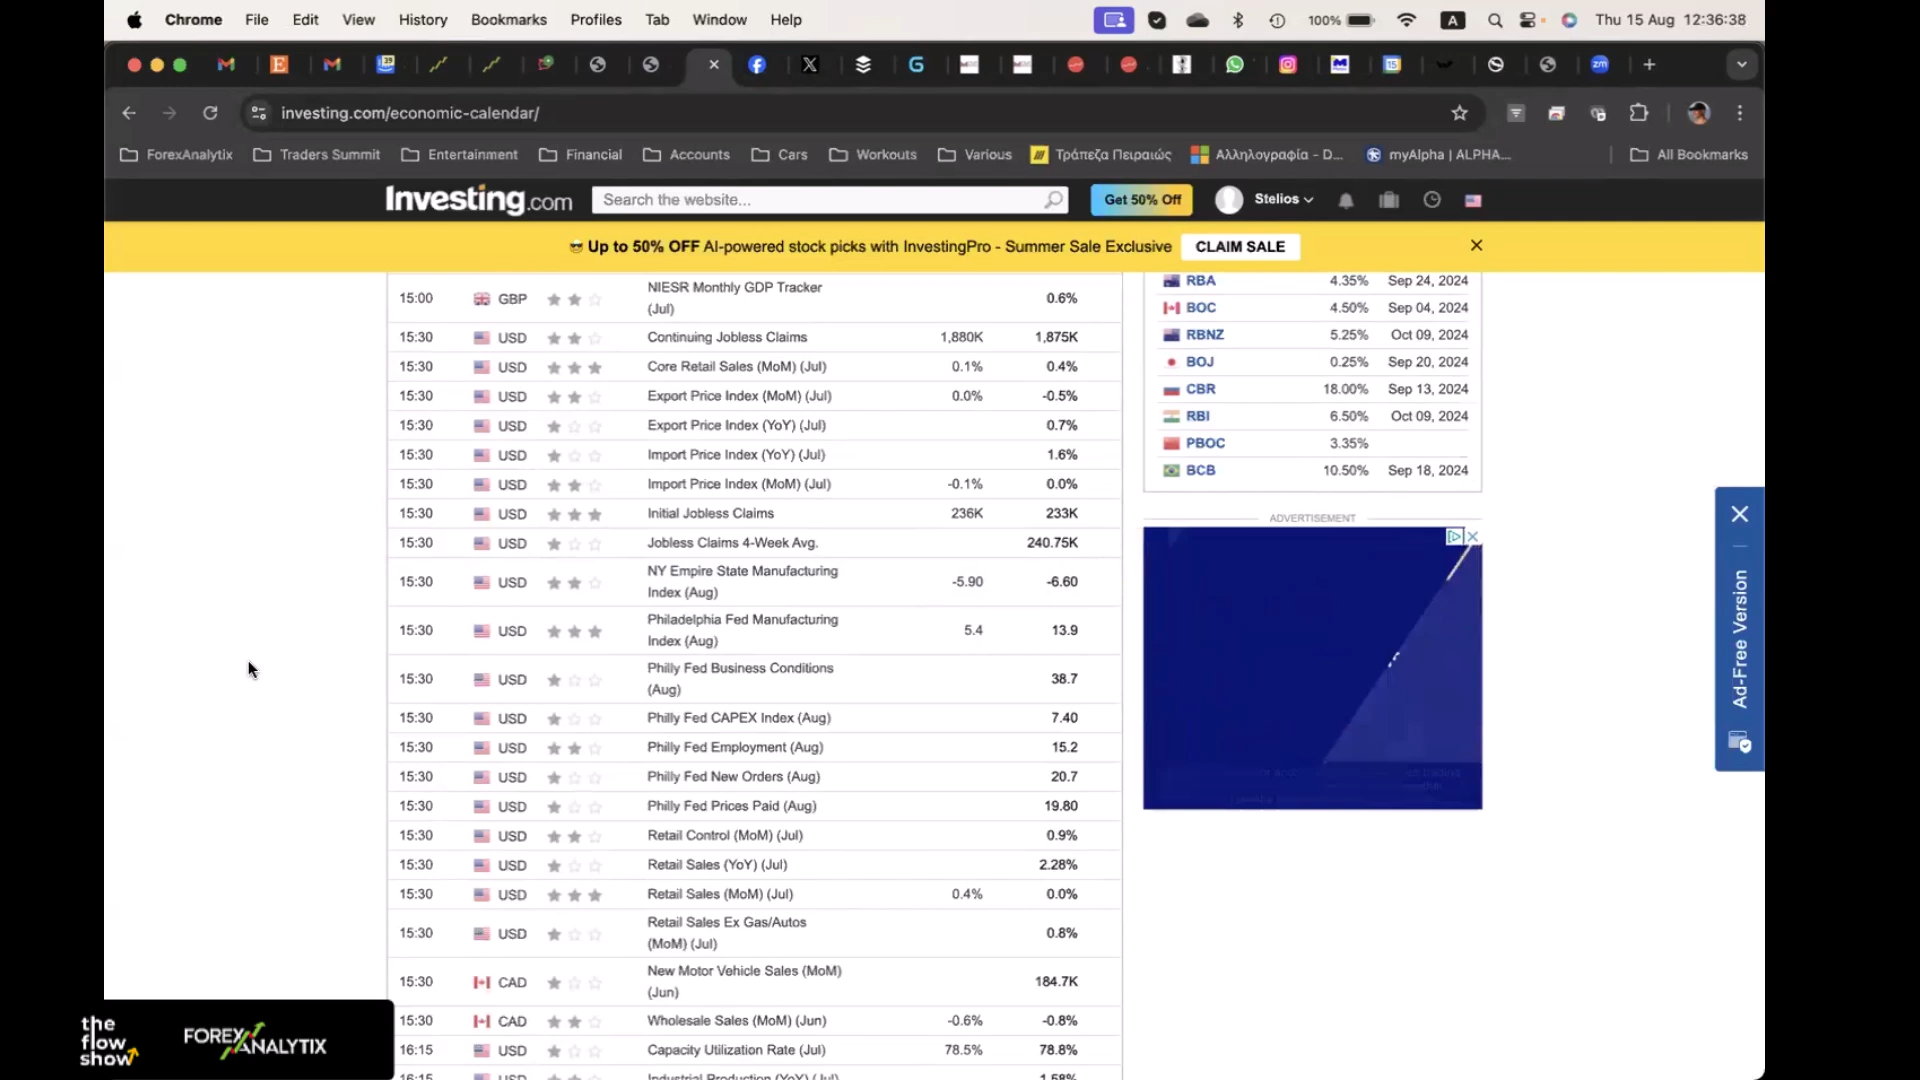 Chrome File Edit View History Bookmarks Profiles Tab Window Help 100% A Thu 15 Aug 12:36:38
investing.com/economic-calendar/
ForexAnalytix Traders Summit Entertainment Financial Accounts Cars Workouts Various Τράπεζα Πειραιώς Αλληλογραφία - D... myAlpha | ALPHA... All Bookmarks
Investing.com Search the website... Get 50% Off Stelios
Up to 50% OFF AI-powered stock picks with InvestingPro - Summer Sale Exclusive CLAIM SALE
15:00 GBP NIESR Monthly GDP Tracker (Jul) 0.6%
15:30 USD Continuing Jobless Claims 1,880K 1,875K
15:30 USD Core Retail Sales (MoM) (Jul) 0.1% 0.4%
15:30 USD Export Price Index (MoM) (Jul) 0.0% -0.5%
15:30 USD Export Price Index (YoY) (Jul) 0.7%
15:30 USD Import Price Index (YoY) (Jul) 1.6%
15:30 USD Import Price Index (MoM) (Jul) -0.1% 0.0%
15:30 USD Initial Jobless Claims 236K 233K
15:30 USD Jobless Claims 4-Week Avg. 240.75K
15:30 USD NY Empire State Manufacturing Index (Aug) -5.90 -6.60
15:30 USD Philadelphia Fed Manufacturing Index (Aug) 5.4 13.9
15:30 USD Philly Fed Business Conditions (Aug) 38.7
15:30 USD Philly Fed CAPEX Index (Aug) 7.40
15:30 USD Philly Fed Employment (Aug) 15.2
15:30 USD Philly Fed New Orders (Aug) 20.7
15:30 USD Philly Fed Prices Paid (Aug) 19.80
15:30 USD Retail Control (MoM) (Jul) 0.9%
15:30 USD Retail Sales (YoY) (Jul) 2.28%
15:30 USD Retail Sales (MoM) (Jul) 0.4% 0.0%
15:30 USD Retail Sales Ex Gas/Autos (MoM) (Jul) 0.8%
15:30 CAD New Motor Vehicle Sales (MoM) (Jun) 184.7K
15:30 CAD Wholesale Sales (MoM) (Jun) -0.6% -0.8%
16:15 USD Capacity Utilization Rate (Jul) 78.5% 78.8%
16:15 USD Industrial Production (YoY) (Jul) 1.58%
RBA 4.35% Sep 24, 2024
BOC 4.50% Sep 04, 2024
RBNZ 5.25% Oct 09, 2024
BOJ 0.25% Sep 20, 2024
CBR 18.00% Sep 13, 2024
RBI 6.50% Oct 09, 2024
PBOC 3.35%
BCB 10.50% Sep 18, 2024
ADVERTISEMENT
Ad-Free Version
the
flow
show
FOREX ANALYTIX